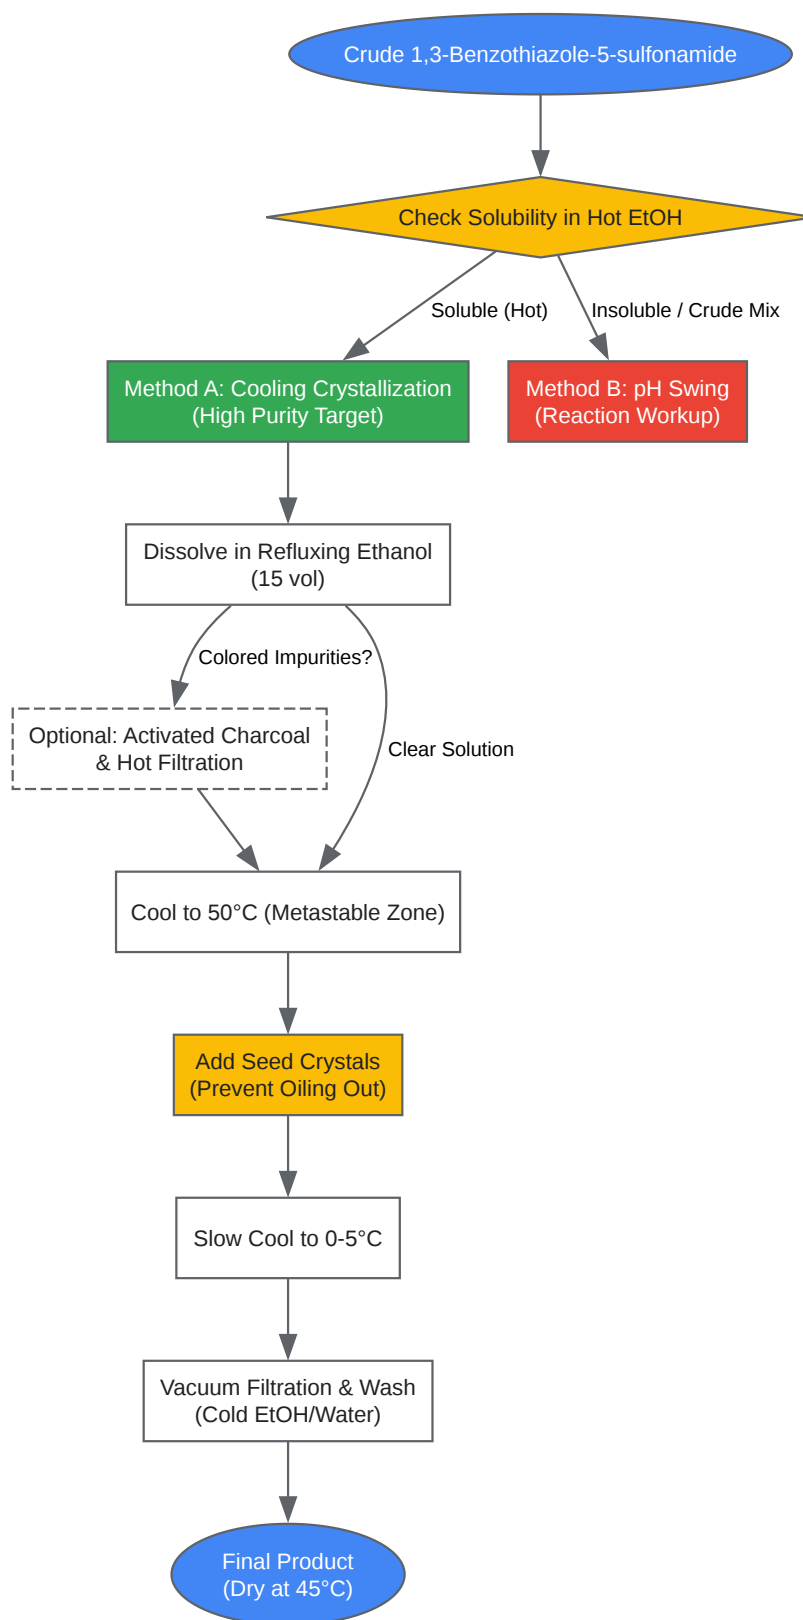 Crude 1,3-Benzothiazole-5-sulfonamide
Check Solubility in Hot EtOH
Soluble (Hot)
Insoluble / Crude Mix
Method A: Cooling Crystallization
(High Purity Target)
Method B: pH Swing
(Reaction Workup)
Dissolve in Refluxing Ethanol
(15 vol)
Colored Impurities?
Optional: Activated Charcoal
& Hot Filtration
Clear Solution
Cool to 50°C (Metastable Zone)
Add Seed Crystals
(Prevent Oiling Out)
Slow Cool to 0-5°C
Vacuum Filtration & Wash
(Cold EtOH/Water)
Final Product
(Dry at 45°C)